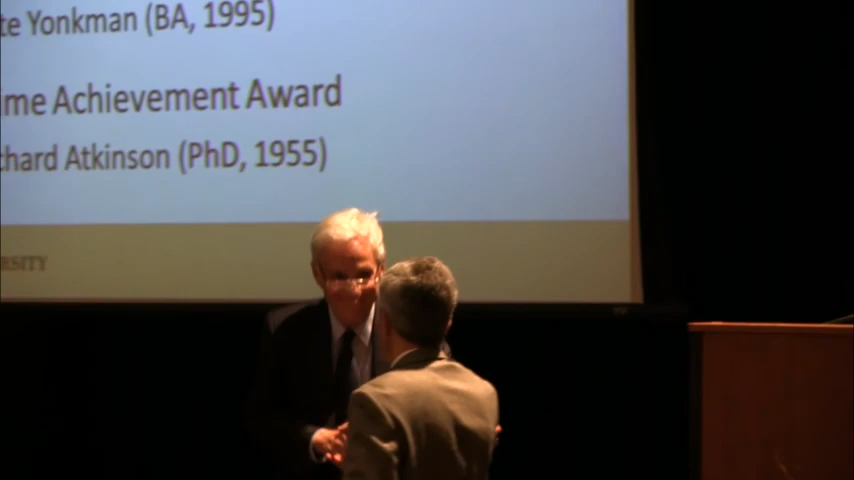 te Yonkman (BA, 1995)
ime Achievement Award
chard Atkinson (PhD, 1955)
RSITY